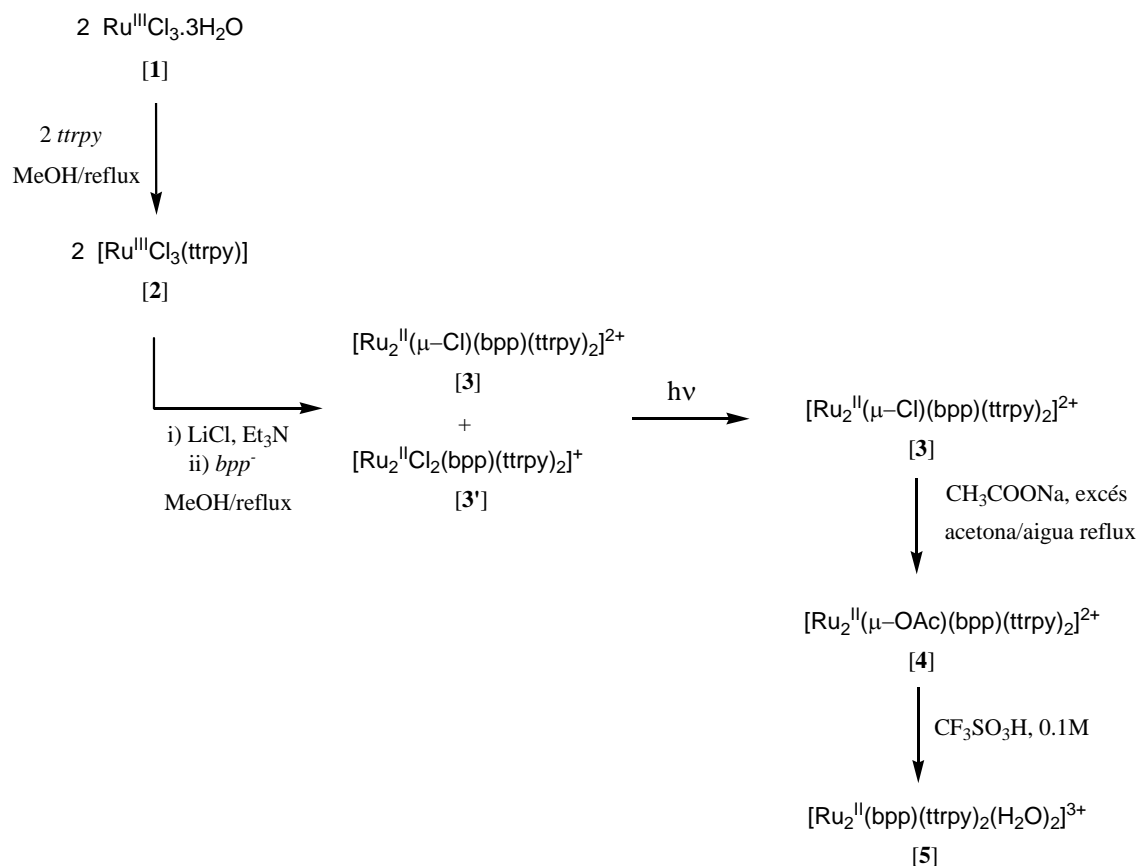 2 Ru^III Cl₃.3H₂O
[1]
2 ttrpy
MeOH/reflux
2 [Ru^III Cl₃(ttrpy)]
[2]
i) LiCl, Et₃N
ii) bpp⁻
MeOH/reflux
[Ru₂^II(μ–Cl)(bpp)(ttrpy)₂]²⁺
[3]
+
[Ru₂^II Cl₂(bpp)(ttrpy)₂]⁺
[3']
hν
[Ru₂^II(μ–Cl)(bpp)(ttrpy)₂]²⁺
[3]
CH₃COONa, excés
acetona/aigua reflux
[Ru₂^II(μ–OAc)(bpp)(ttrpy)₂]²⁺
[4]
CF₃SO₃H, 0.1M
[Ru₂^II(bpp)(ttrpy)₂(H₂O)₂]³⁺
[5]